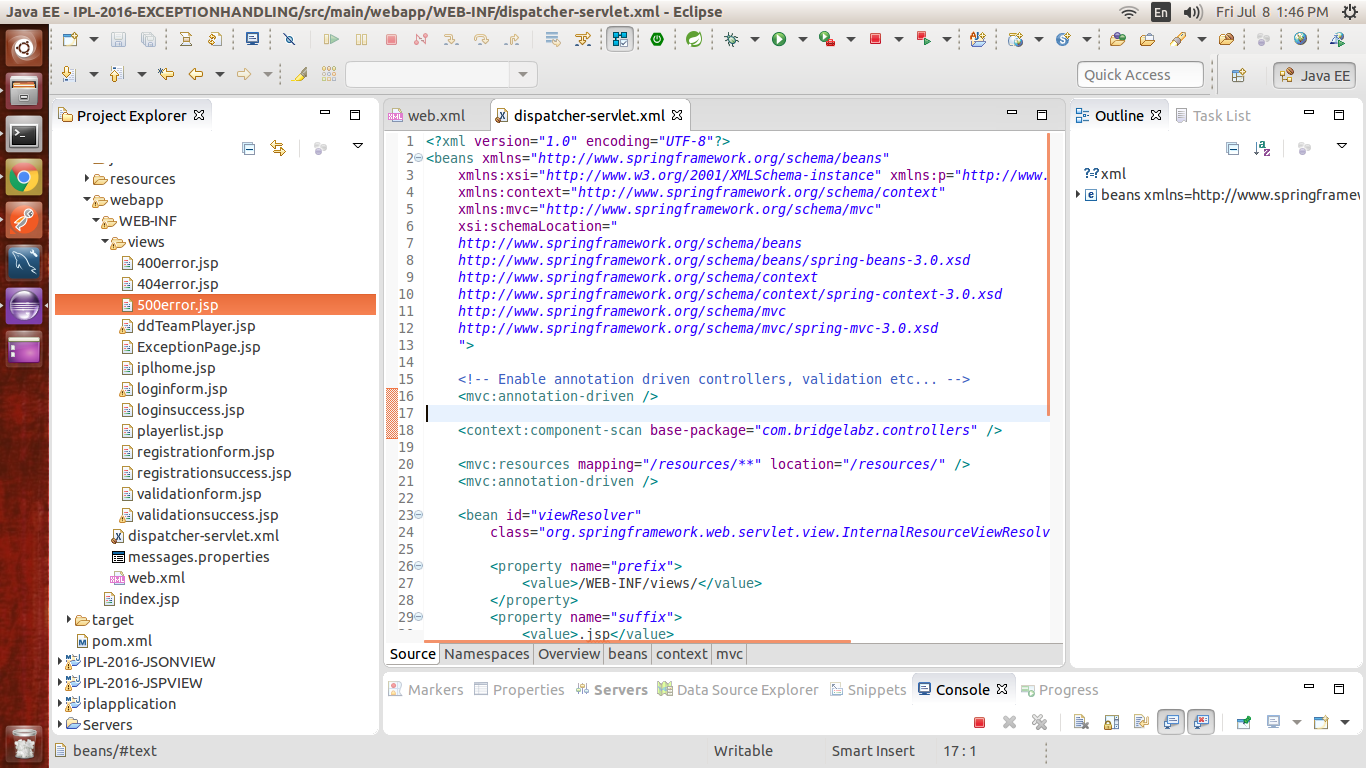 Java EE - IPL-2016-EXCEPTIONHANDLING/src/main/webapp/WEB-INF/dispatcher-servlet.xml - Eclipse
En
Fri Jul 8 1:46 PM
Quick Access
Java EE
Project Explorer
resources
webapp
WEB-INF
views
400error.jsp
404error.jsp
500error.jsp
ddTeamPlayer.jsp
ExceptionPage.jsp
iplhome.jsp
loginform.jsp
loginsuccess.jsp
playerlist.jsp
registrationform.jsp
registrationsuccess.jsp
validationform.jsp
validationsuccess.jsp
dispatcher-servlet.xml
messages.properties
web.xml
index.jsp
target
pom.xml
IPL-2016-JSONVIEW
IPL-2016-JSPVIEW
iplapplication
Servers
web.xml
dispatcher-servlet.xml
1 <?xml version="1.0" encoding="UTF-8"?>
2 <beans xmlns="http://www.springframework.org/schema/beans"
3 xmlns:xsi="http://www.w3.org/2001/XMLSchema-instance" xmlns:p="http://www.
4 xmlns:context="http://www.springframework.org/schema/context"
5 xmlns:mvc="http://www.springframework.org/schema/mvc"
6 xsi:schemaLocation="
7 http://www.springframework.org/schema/beans
8 http://www.springframework.org/schema/beans/spring-beans-3.0.xsd
9 http://www.springframework.org/schema/context
10 http://www.springframework.org/schema/context/spring-context-3.0.xsd
11 http://www.springframework.org/schema/mvc
12 http://www.springframework.org/schema/mvc/spring-mvc-3.0.xsd
13 ">
14
15 <!-- Enable annotation driven controllers, validation etc... -->
16 <mvc:annotation-driven />
17
18 <context:component-scan base-package="com.bridgelabz.controllers" />
19
20 <mvc:resources mapping="/resources/**" location="/resources/" />
21 <mvc:annotation-driven />
22
23 <bean id="viewResolver"
24 class="org.springframework.web.servlet.view.InternalResourceViewResolv
25
26 <property name="prefix">
27 <value>/WEB-INF/views/</value>
28 </property>
29 <property name="suffix">
<value>.jsp</value>
Source Namespaces Overview beans context mvc
Outline
Task List
?-? xml
e beans xmlns=http://www.springframew
Markers Properties Servers Data Source Explorer Snippets Console Progress
beans/#text
Writable
Smart Insert
17 : 1